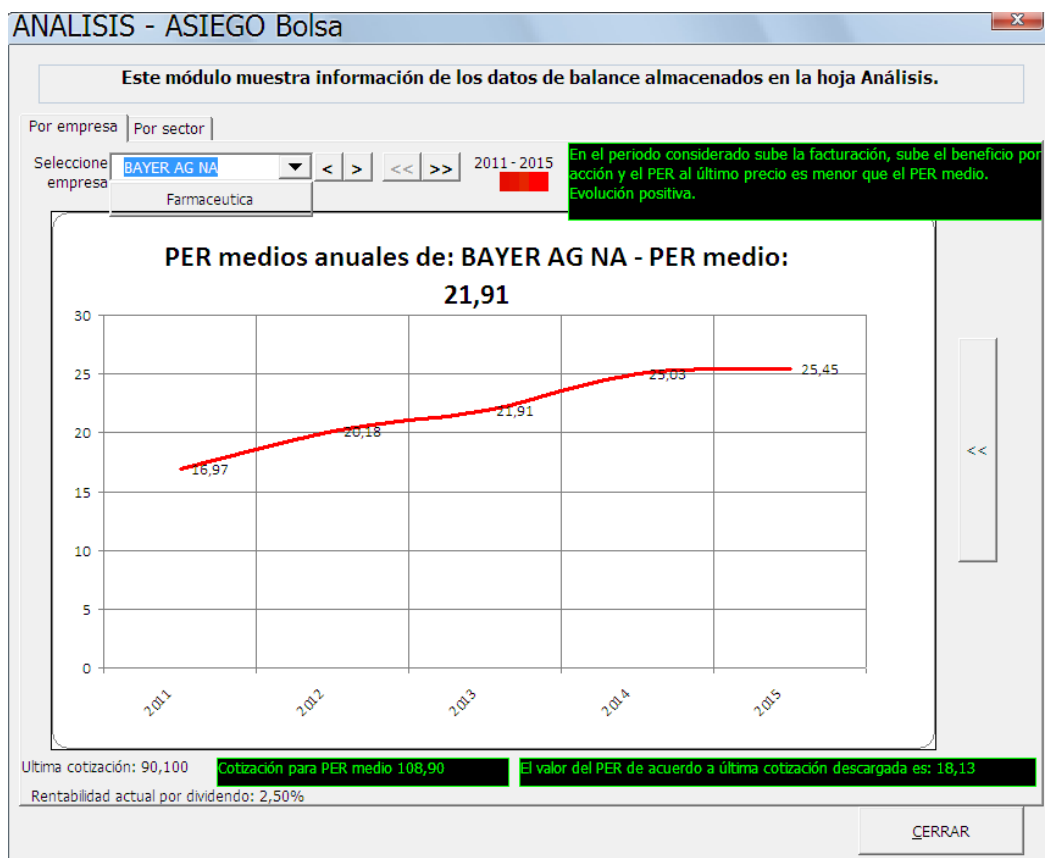 ANALISIS - ASIEGO Bolsa
x
Este módulo muestra información de los datos de balance almacenados en la hoja Análisis.
Por empresa Por sector
Seleccione empresa
BAYER AG NA
< > << >>
2011 - 2015
Farmaceutica
En el periodo considerado sube la facturación, sube el beneficio por
acción y el PER al último precio es menor que el PER medio.
Evolución positiva.
PER medios anuales de: BAYER AG NA - PER medio:
21,91
30
25
20
15
10
5
0
16,97
20,18
21,91
25,03
25,45
2011
2012
2013
2014
2015
<<
Ultima cotización: 90,100
Cotización para PER medio 108,90
El valor del PER de acuerdo a última cotización descargada es: 18,13
Rentabilidad actual por dividendo: 2,50%
CERRAR